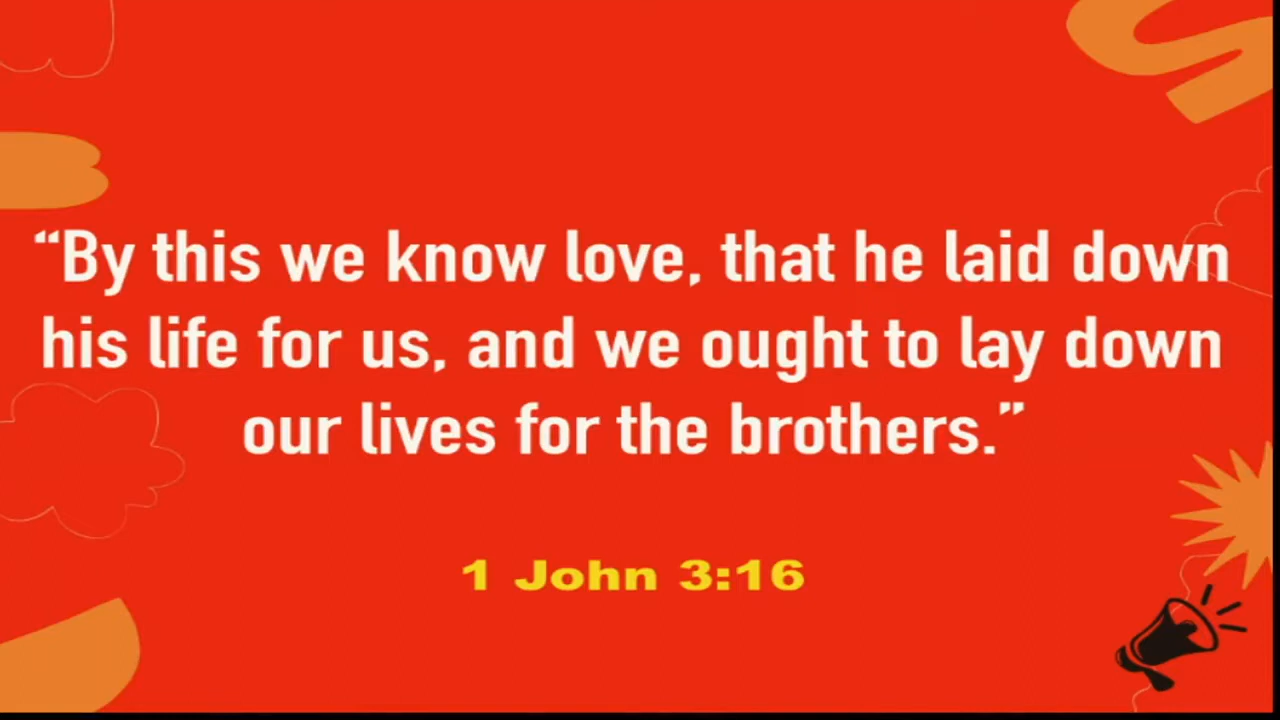 “By this we know love, that he laid down
his life for us, and we ought to lay down
our lives for the brothers.”
1 John 3:16